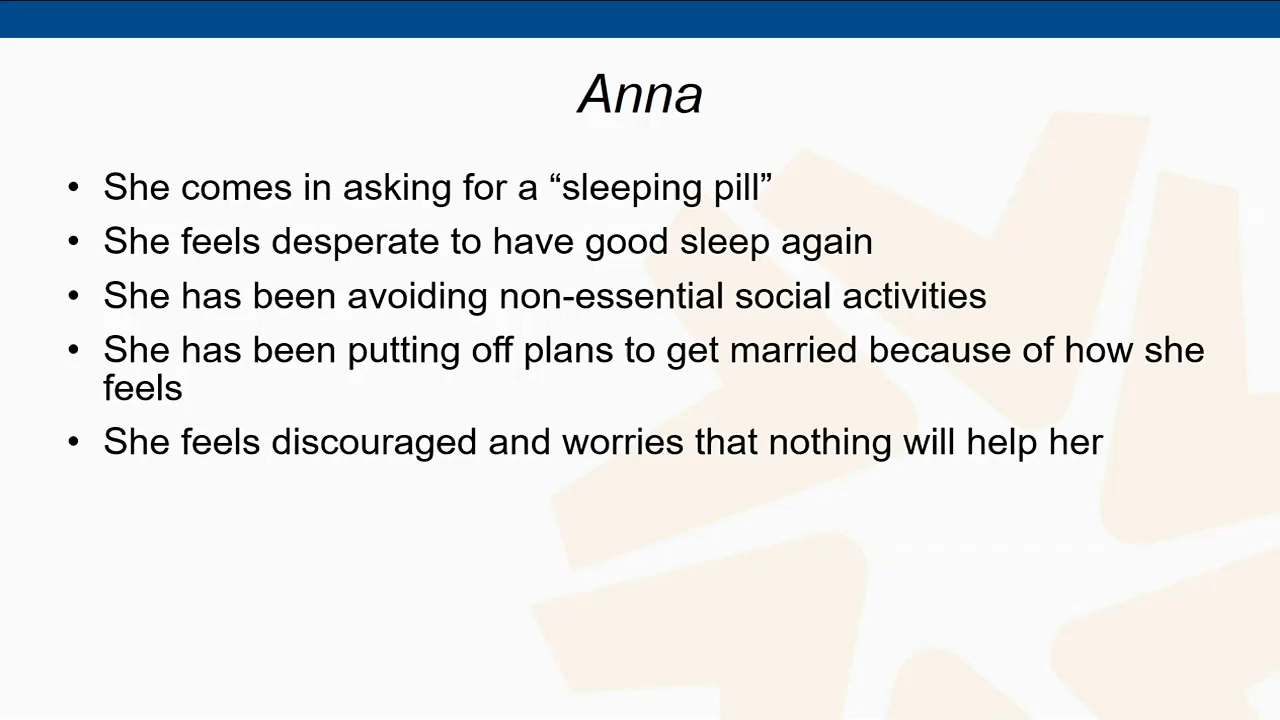 Anna
• She comes in asking for a “sleeping pill”
• She feels desperate to have good sleep again
• She has been avoiding non-essential social activities
• She has been putting off plans to get married because of how she
feels
• She feels discouraged and worries that nothing will help her